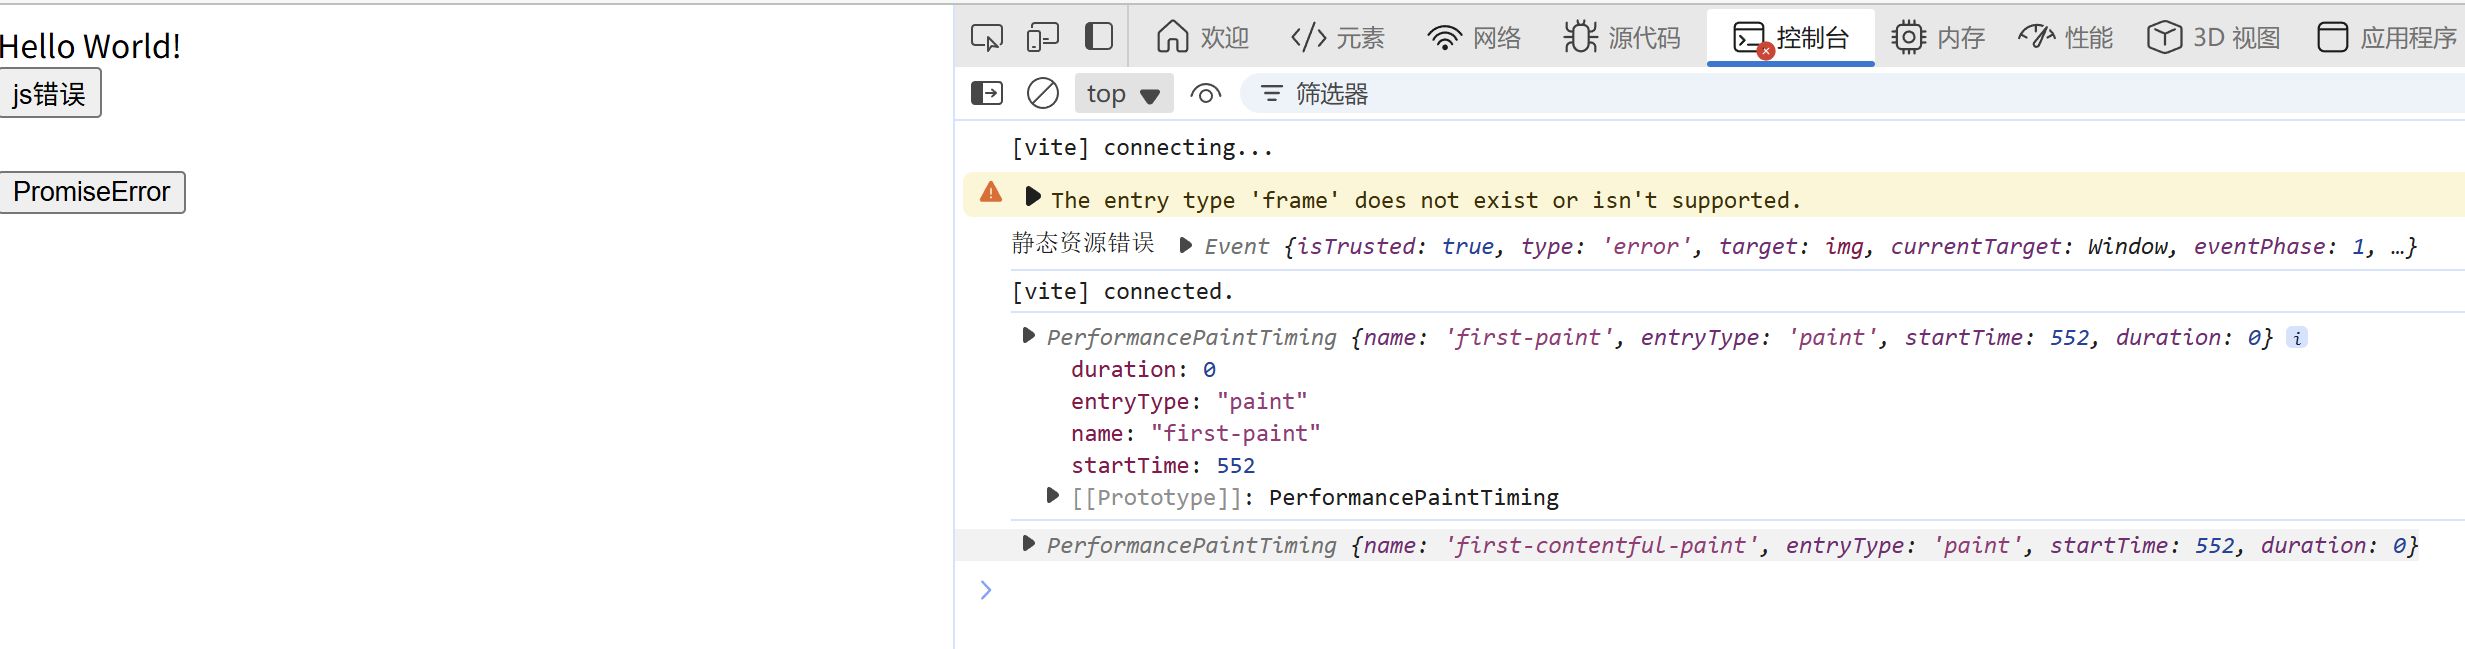 Hello World!
js错误
PromiseError
欢迎 元素 网络 源代码 控制台 内存 性能 3D 视图 应用程序
top 筛选器
[vite] connecting...
The entry type 'frame' does not exist or isn't supported.
静态资源错误 Event {isTrusted: true, type: 'error', target: img, currentTarget: Window, eventPhase: 1, …}
[vite] connected.
PerformancePaintTiming {name: 'first-paint', entryType: 'paint', startTime: 552, duration: 0} i
duration: 0
entryType: "paint"
name: "first-paint"
startTime: 552
[[Prototype]]: PerformancePaintTiming
PerformancePaintTiming {name: 'first-contentful-paint', entryType: 'paint', startTime: 552, duration: 0}